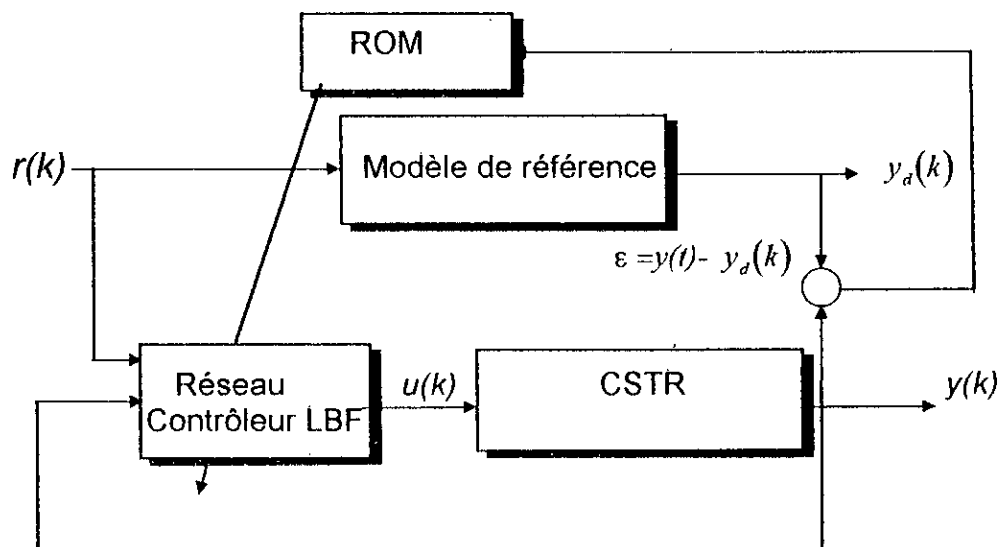 ROM
r(k)
Modèle de référence
y_d(k)
ε =y(t)- y_d(k)
Réseau
Contrôleur LBF
u(k)
CSTR
y(k)